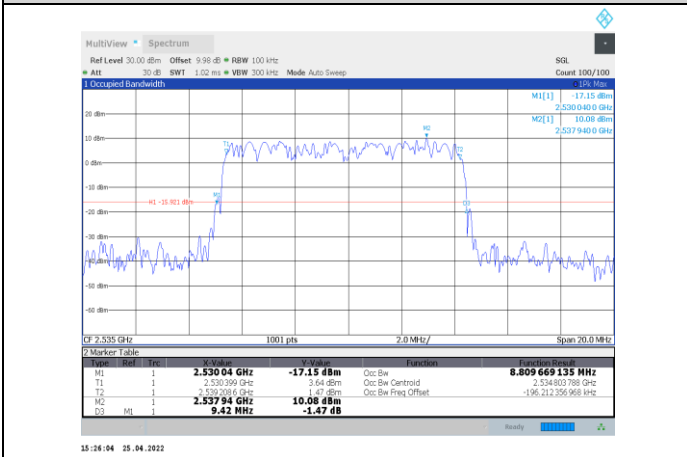 MultiView Spectrum
Ref Level 30.00 dBm Offset 9.98 dB RBW 100 kHz SGL
Att 30 dB SWT 1.02 ms VBW 300 kHz Mode Auto Sweep Count 100/100
1 Occupied Bandwidth 1Pk Max
M1[1] -17.15 dBm
2.530 040 0 GHz
M2[1] 10.08 dBm
2.537 940 0 GHz
20 dBm
M2
10 dBm
T1 T2
0 dBm
-10 dBm
M1
H1 -15.921 dBm
D3
-20 dBm
-30 dBm
-40 dBm
-50 dBm
-60 dBm
CF 2.535 GHz 1001 pts 2.0 MHz/ Span 20.0 MHz
2 Marker Table
Type Ref Trc X-Value Y-Value Function Function Result
M1 1 2.530 04 GHz -17.15 dBm Occ Bw 8.809 669 135 MHz
T1 1 2.530 399 GHz 3.64 dBm Occ Bw Centroid 2.534 803 788 GHz
T2 1 2.539 208 6 GHz 1.47 dBm Occ Bw Freq Offset -196.212 356 968 kHz
M2 1 2.537 94 GHz 10.08 dBm
D3 M1 1 9.42 MHz -1.47 dB
Ready
15:26:04 25.04.2022